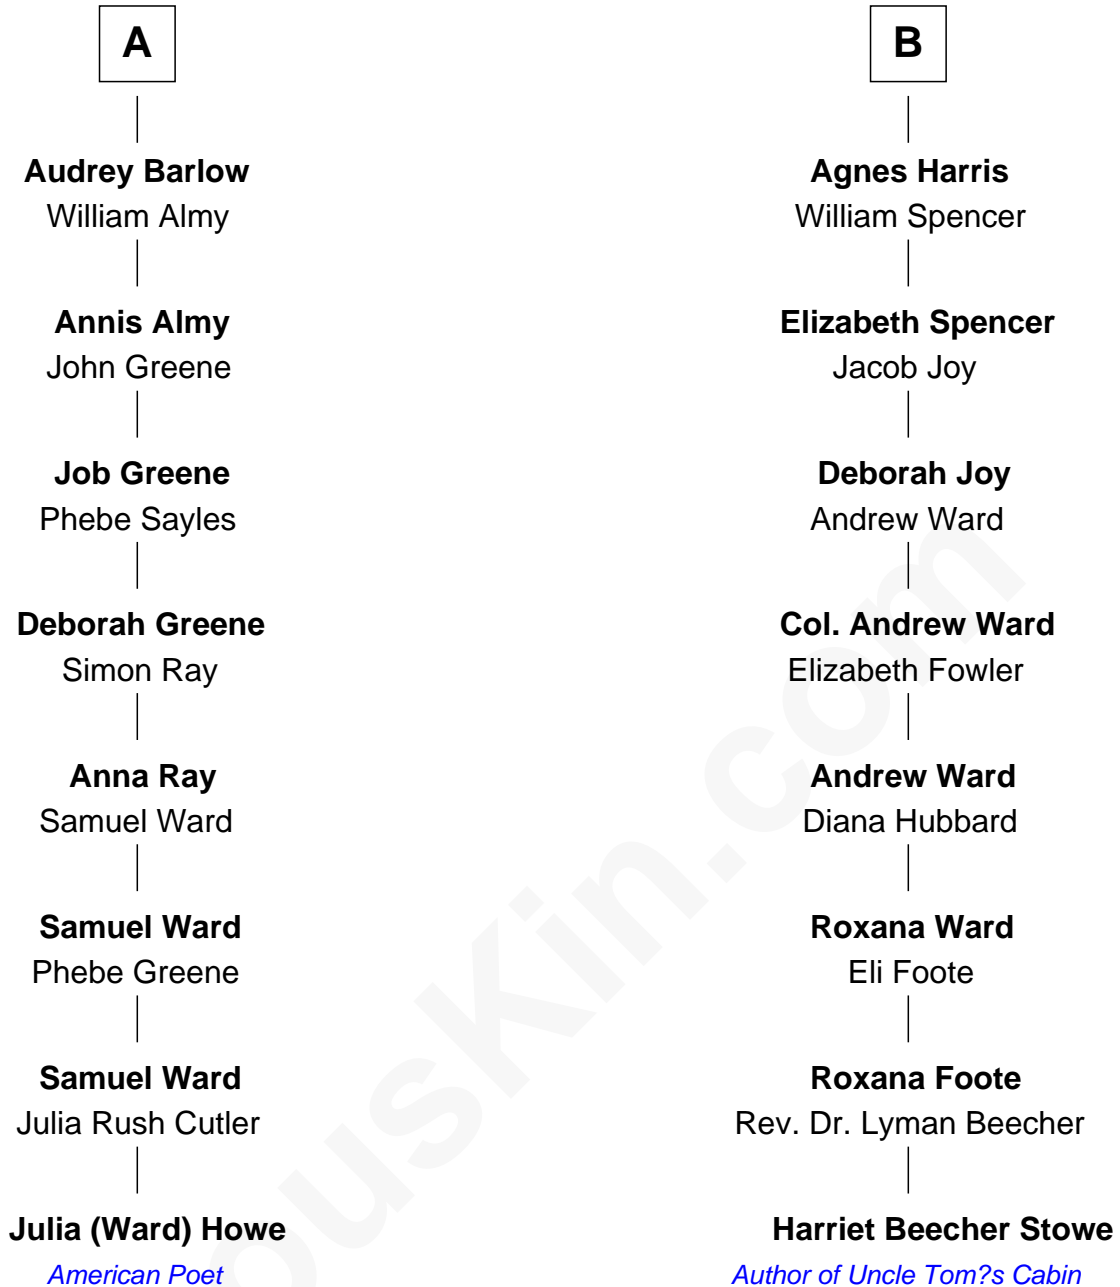 A
Audrey Barlow
William Almy
Annis Almy
John Greene
Job Greene
Phebe Sayles
Deborah Greene
Simon Ray
Anna Ray
Samuel Ward
Samuel Ward
Phebe Greene
Samuel Ward
Julia Rush Cutler
Julia (Ward) Howe
American Poet
B
Agnes Harris
William Spencer
Elizabeth Spencer
Jacob Joy
Deborah Joy
Andrew Ward
Col. Andrew Ward
Elizabeth Fowler
Andrew Ward
Diana Hubbard
Roxana Ward
Eli Foote
Roxana Foote
Rev. Dr. Lyman Beecher
Harriet Beecher Stowe
Author of Uncle Tom?s Cabin
ousKin.com